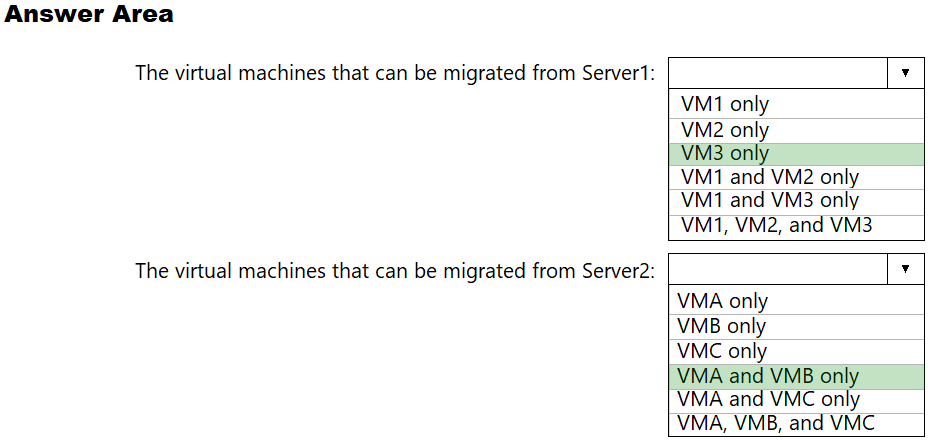 Answer Area
The virtual machines that can be migrated from Server1:
VM1 only
VM2 only
VM3 only
VM1 and VM2 only
VM1 and VM3 only
VM1, VM2, and VM3
The virtual machines that can be migrated from Server2:
VMA only
VMB only
VMC only
VMA and VMB only
VMA and VMC only
VMA, VMB, and VMC